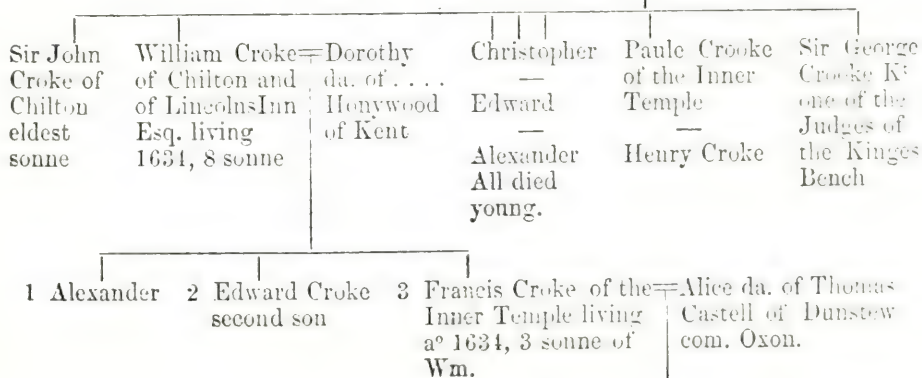 Sir John
Croke of
Chilton
eldest
sonne
William Croke=Dorothy
of Chilton and da. of ....
of LincolnsInn Honywood
Esq. living of Kent
1634, 8 sonne
Christopher
—
Edward
—
Alexander
All died
young.
Paule Crooke
of the Inner
Temple
—
Henry Croke
Sir George
Crooke Kt
one of the
Judges of
the Kinges
Bench
1 Alexander
2 Edward Croke
second son
3 Francis Croke of the=Alice da. of Thomas
Inner Temple living Castell of Dunstew
aº 1634, 3 sonne of com. Oxon.
Wm.